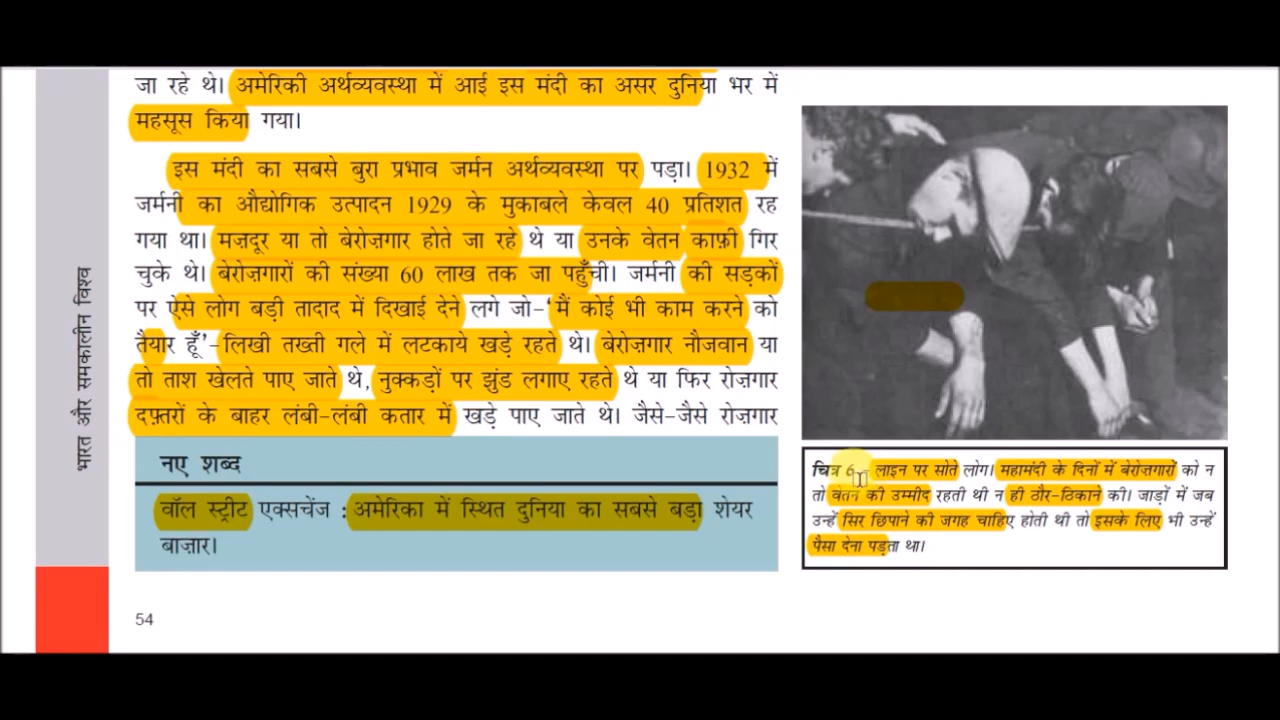 जा रहे थे। अमेरिकी अर्थव्यवस्था में आई इस मंदी का असर दुनिया भर में
महसूस किया गया।
इस मंदी का सबसे बुरा प्रभाव जर्मन अर्थव्यवस्था पर पड़ा। 1932 में
जर्मनी का औद्योगिक उत्पादन 1929 के मुकाबले केवल 40 प्रतिशत रह
गया था। मज़दूर या तो बेरोज़गार होते जा रहे थे या उनके वेतन काफ़ी गिर
चुके थे। बेरोज़गारों की संख्या 60 लाख तक जा पहुँची। जर्मनी की सड़कों
पर ऐसे लोग बड़ी तादाद में दिखाई देने लगे जो-‘मैं कोई भी काम करने को
तैयार हूँ’-लिखी तख्ती गले में लटकाये खड़े रहते थे। बेरोज़गार नौजवान या
तो ताश खेलते पाए जाते थे, नुक्कड़ों पर झुंड लगाए रहते थे या फिर रोज़गार
दफ़्तरों के बाहर लंबी-लंबी कतार में खड़े पाए जाते थे। जैसे-जैसे रोज़गार
नए शब्द
वॉल स्ट्रीट एक्सचेंज : अमेरिका में स्थित दुनिया का सबसे बड़ा शेयर
बाज़ार।
54
भारत और समकालीन विश्व
चित्र 6 - लाइन पर सोते लोग। महामंदी के दिनों में बेरोज़गारों को न
तो वेतन की उम्मीद रहती थी न ही ठौर-ठिकाने की। जाड़ों में जब
उन्हें सिर छिपाने की जगह चाहिए होती थी तो इसके लिए भी उन्हें
पैसा देना पड़ता था।